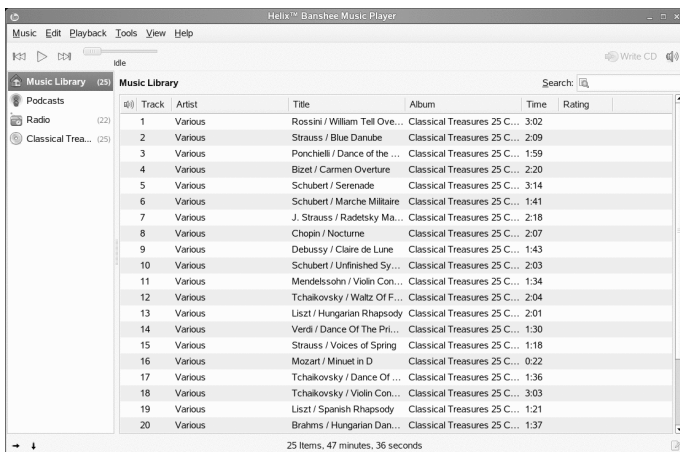 Helix™ Banshee Music Player
Music Edit Playback Tools View Help
Idle
Write CD
Music Library (25)
Podcasts
Radio (22)
Classical Trea... (25)
Music Library
Search:
Track Artist Title Album Time Rating
1 Various Rossini / William Tell Ove... Classical Treasures 25 C... 3:02
2 Various Strauss / Blue Danube Classical Treasures 25 C... 2:09
3 Various Ponchielli / Dance of the ... Classical Treasures 25 C... 1:59
4 Various Bizet / Carmen Overture Classical Treasures 25 C... 2:20
5 Various Schubert / Serenade Classical Treasures 25 C... 3:14
6 Various Schubert / Marche Militaire Classical Treasures 25 C... 1:41
7 Various J. Strauss / Radetsky Ma... Classical Treasures 25 C... 2:18
8 Various Chopin / Nocturne Classical Treasures 25 C... 2:07
9 Various Debussy / Claire de Lune Classical Treasures 25 C... 1:43
10 Various Schubert / Unfinished Sy... Classical Treasures 25 C... 2:03
11 Various Mendelssohn / Violin Con... Classical Treasures 25 C... 1:34
12 Various Tchaikovsky / Waltz Of F... Classical Treasures 25 C... 2:04
13 Various Liszt / Hungarian Rhapsody Classical Treasures 25 C... 2:01
14 Various Verdi / Dance Of The Pri... Classical Treasures 25 C... 1:30
15 Various Strauss / Voices of Spring Classical Treasures 25 C... 1:18
16 Various Mozart / Minuet in D Classical Treasures 25 C... 0:22
17 Various Tchaikovsky / Dance Of ... Classical Treasures 25 C... 1:36
18 Various Tchaikovsky / Violin Con... Classical Treasures 25 C... 3:03
19 Various Liszt / Spanish Rhapsody Classical Treasures 25 C... 1:21
20 Various Brahms / Hungarian Dan... Classical Treasures 25 C... 1:37
25 Items, 47 minutes, 36 seconds